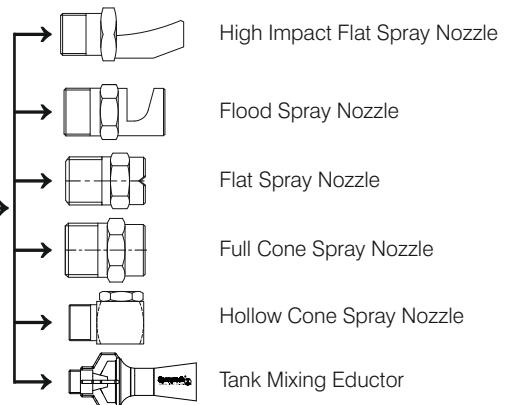 High Impact Flat Spray Nozzle
Flood Spray Nozzle
Flat Spray Nozzle
Full Cone Spray Nozzle
Hollow Cone Spray Nozzle
Tank Mixing Eductor